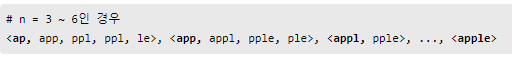 # n = 3 ~ 6인 경우
<ap, app, ppl, ppl, le>, <app, appl, pple, ple>, <appl, pple>, ..., <apple>